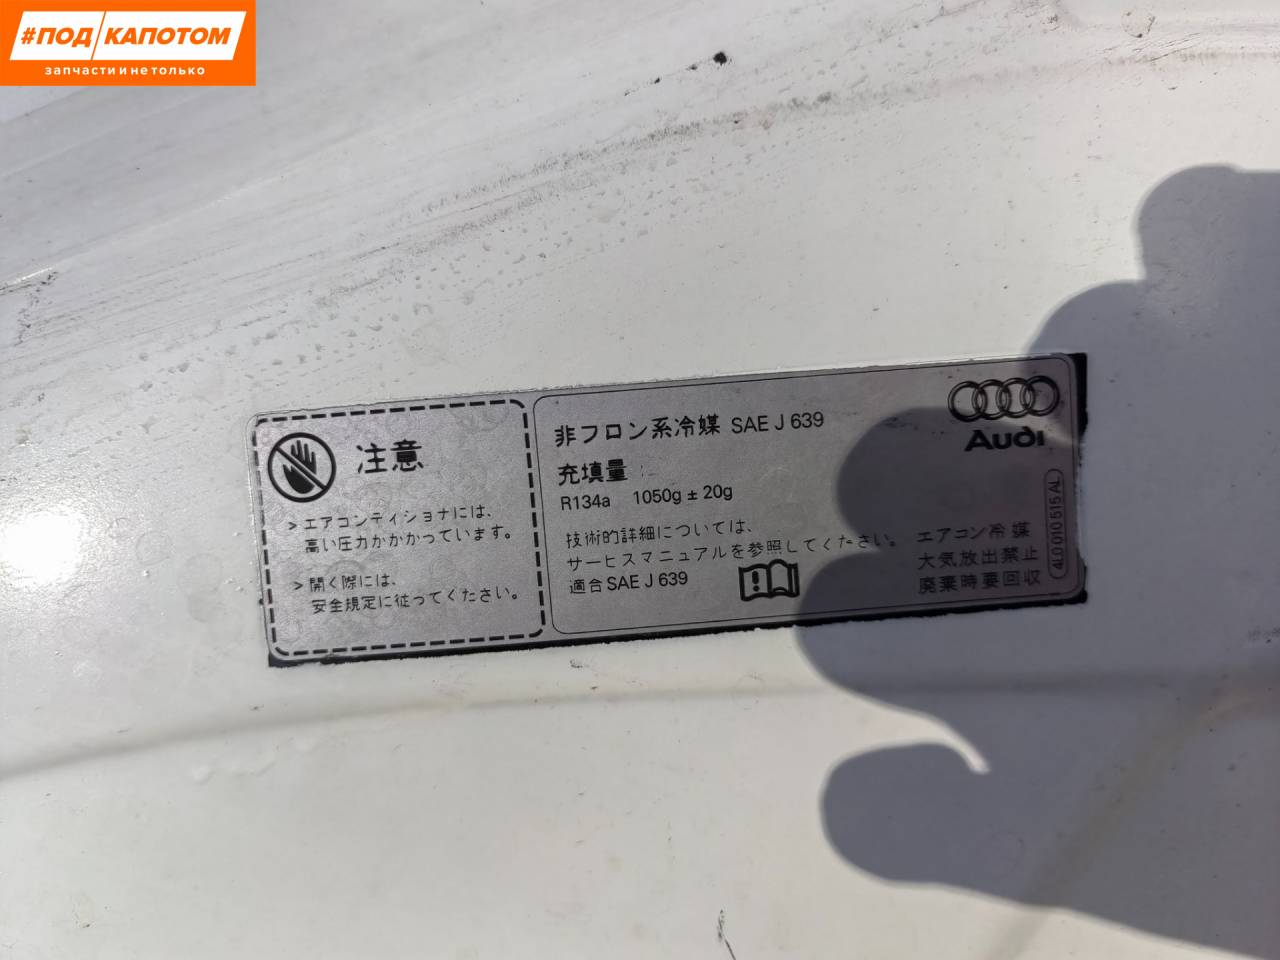 #ПОД/КАПОТОМ
запчасти и не только
注意
> エアコンディショナには、
高い圧力がかかっています。
> 開く際には、
安全規定に従ってください。
非フロン系冷媒 SAE J 639
充填量
R134a 1050g ± 20g
技術的詳細については、
サービスマニュアルを参照してください。
適合 SAE J 639
Audi
エアコン冷媒
大気放出禁止
廃棄時要回収
4L0 010 515 AL